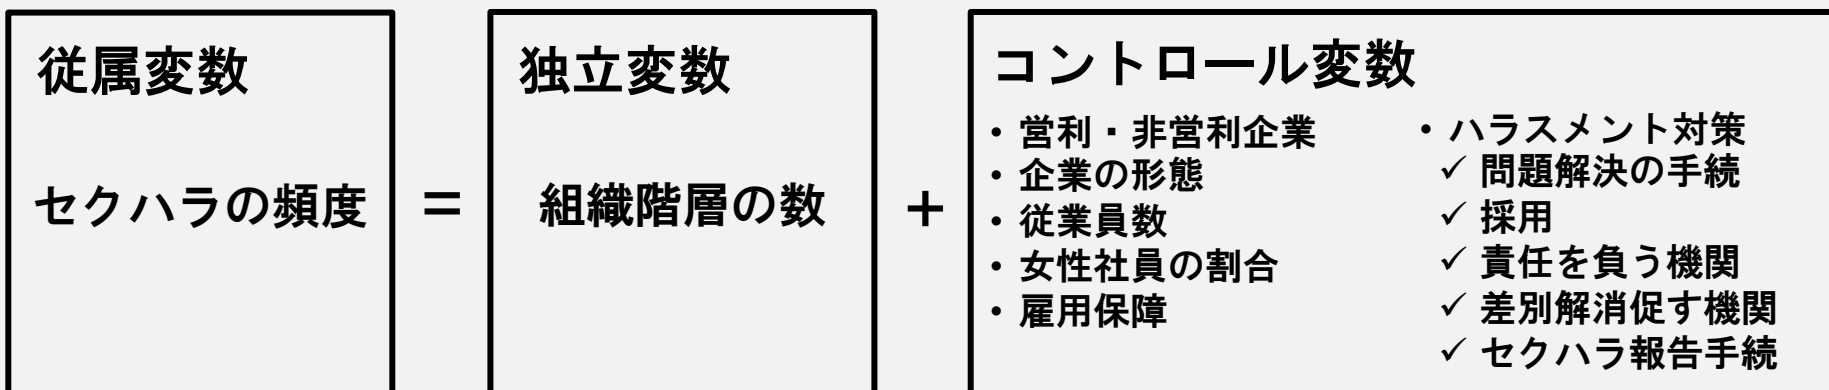 従属変数
セクハラの頻度
=
独立変数
組織階層の数
+
コントロール変数
• 営利・非営利企業
• 企業の形態
• 従業員数
• 女性社員の割合
• 雇用保障
• ハラスメント対策
✓ 問題解決の手続
✓ 採用
✓ 責任を負う機関
✓ 差別解消促す機関
✓ セクハラ報告手続